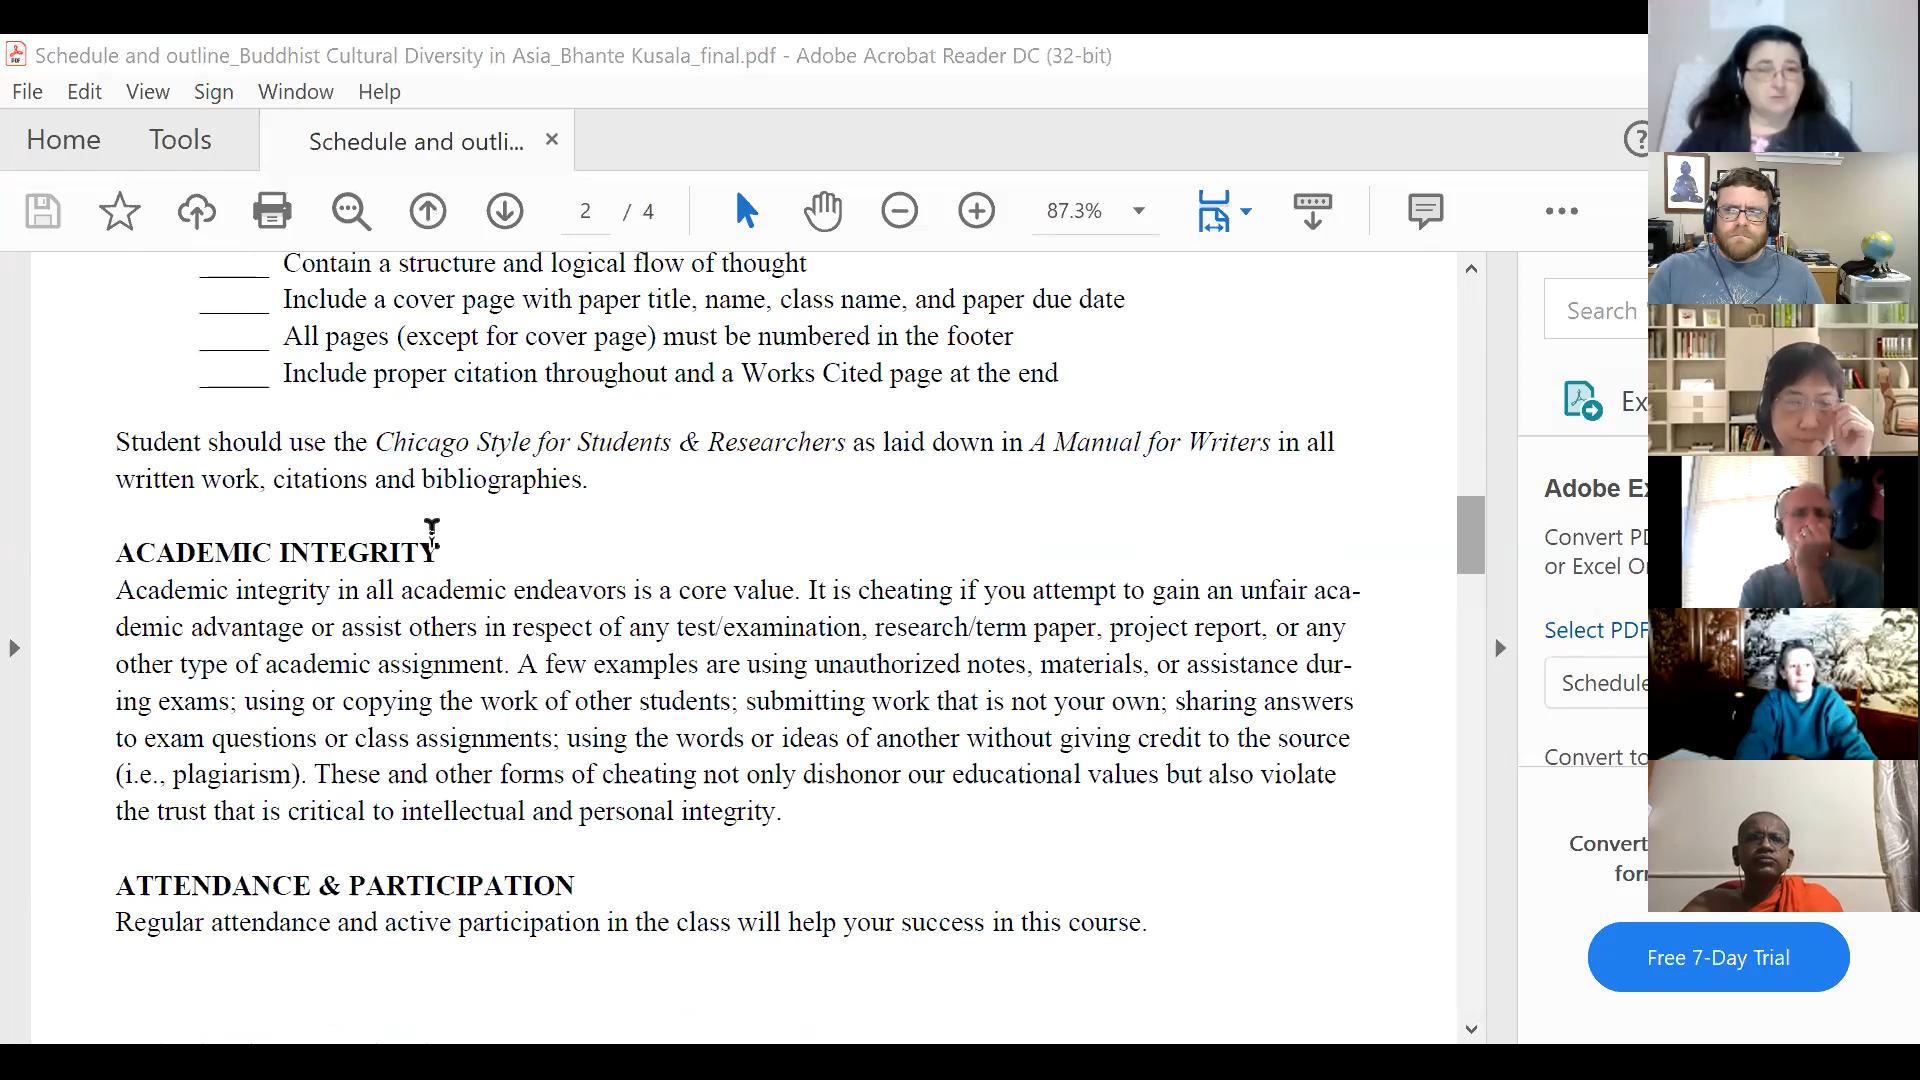 Schedule and outline_Buddhist Cultural Diversity in Asia_Bhante Kusala_final.pdf - Adobe Acrobat Reader DC (32-bit)
File Edit View Sign Window Help
Home Tools Schedule and outli... ×
2 / 4 87.3%
_____ Contain a structure and logical flow of thought
_____ Include a cover page with paper title, name, class name, and paper due date
_____ All pages (except for cover page) must be numbered in the footer
_____ Include proper citation throughout and a Works Cited page at the end
Student should use the Chicago Style for Students & Researchers as laid down in A Manual for Writers in all
written work, citations and bibliographies.
ACADEMIC INTEGRITY
Academic integrity in all academic endeavors is a core value. It is cheating if you attempt to gain an unfair aca-
demic advantage or assist others in respect of any test/examination, research/term paper, project report, or any
other type of academic assignment. A few examples are using unauthorized notes, materials, or assistance dur-
ing exams; using or copying the work of other students; submitting work that is not your own; sharing answers
to exam questions or class assignments; using the words or ideas of another without giving credit to the source
(i.e., plagiarism). These and other forms of cheating not only dishonor our educational values but also violate
the trust that is critical to intellectual and personal integrity.
ATTENDANCE & PARTICIPATION
Regular attendance and active participation in the class will help your success in this course.
Search
Ex
Adobe Ex
Convert PD
or Excel O
Select PDF
Schedule
Convert to
Convert
for
Free 7-Day Trial